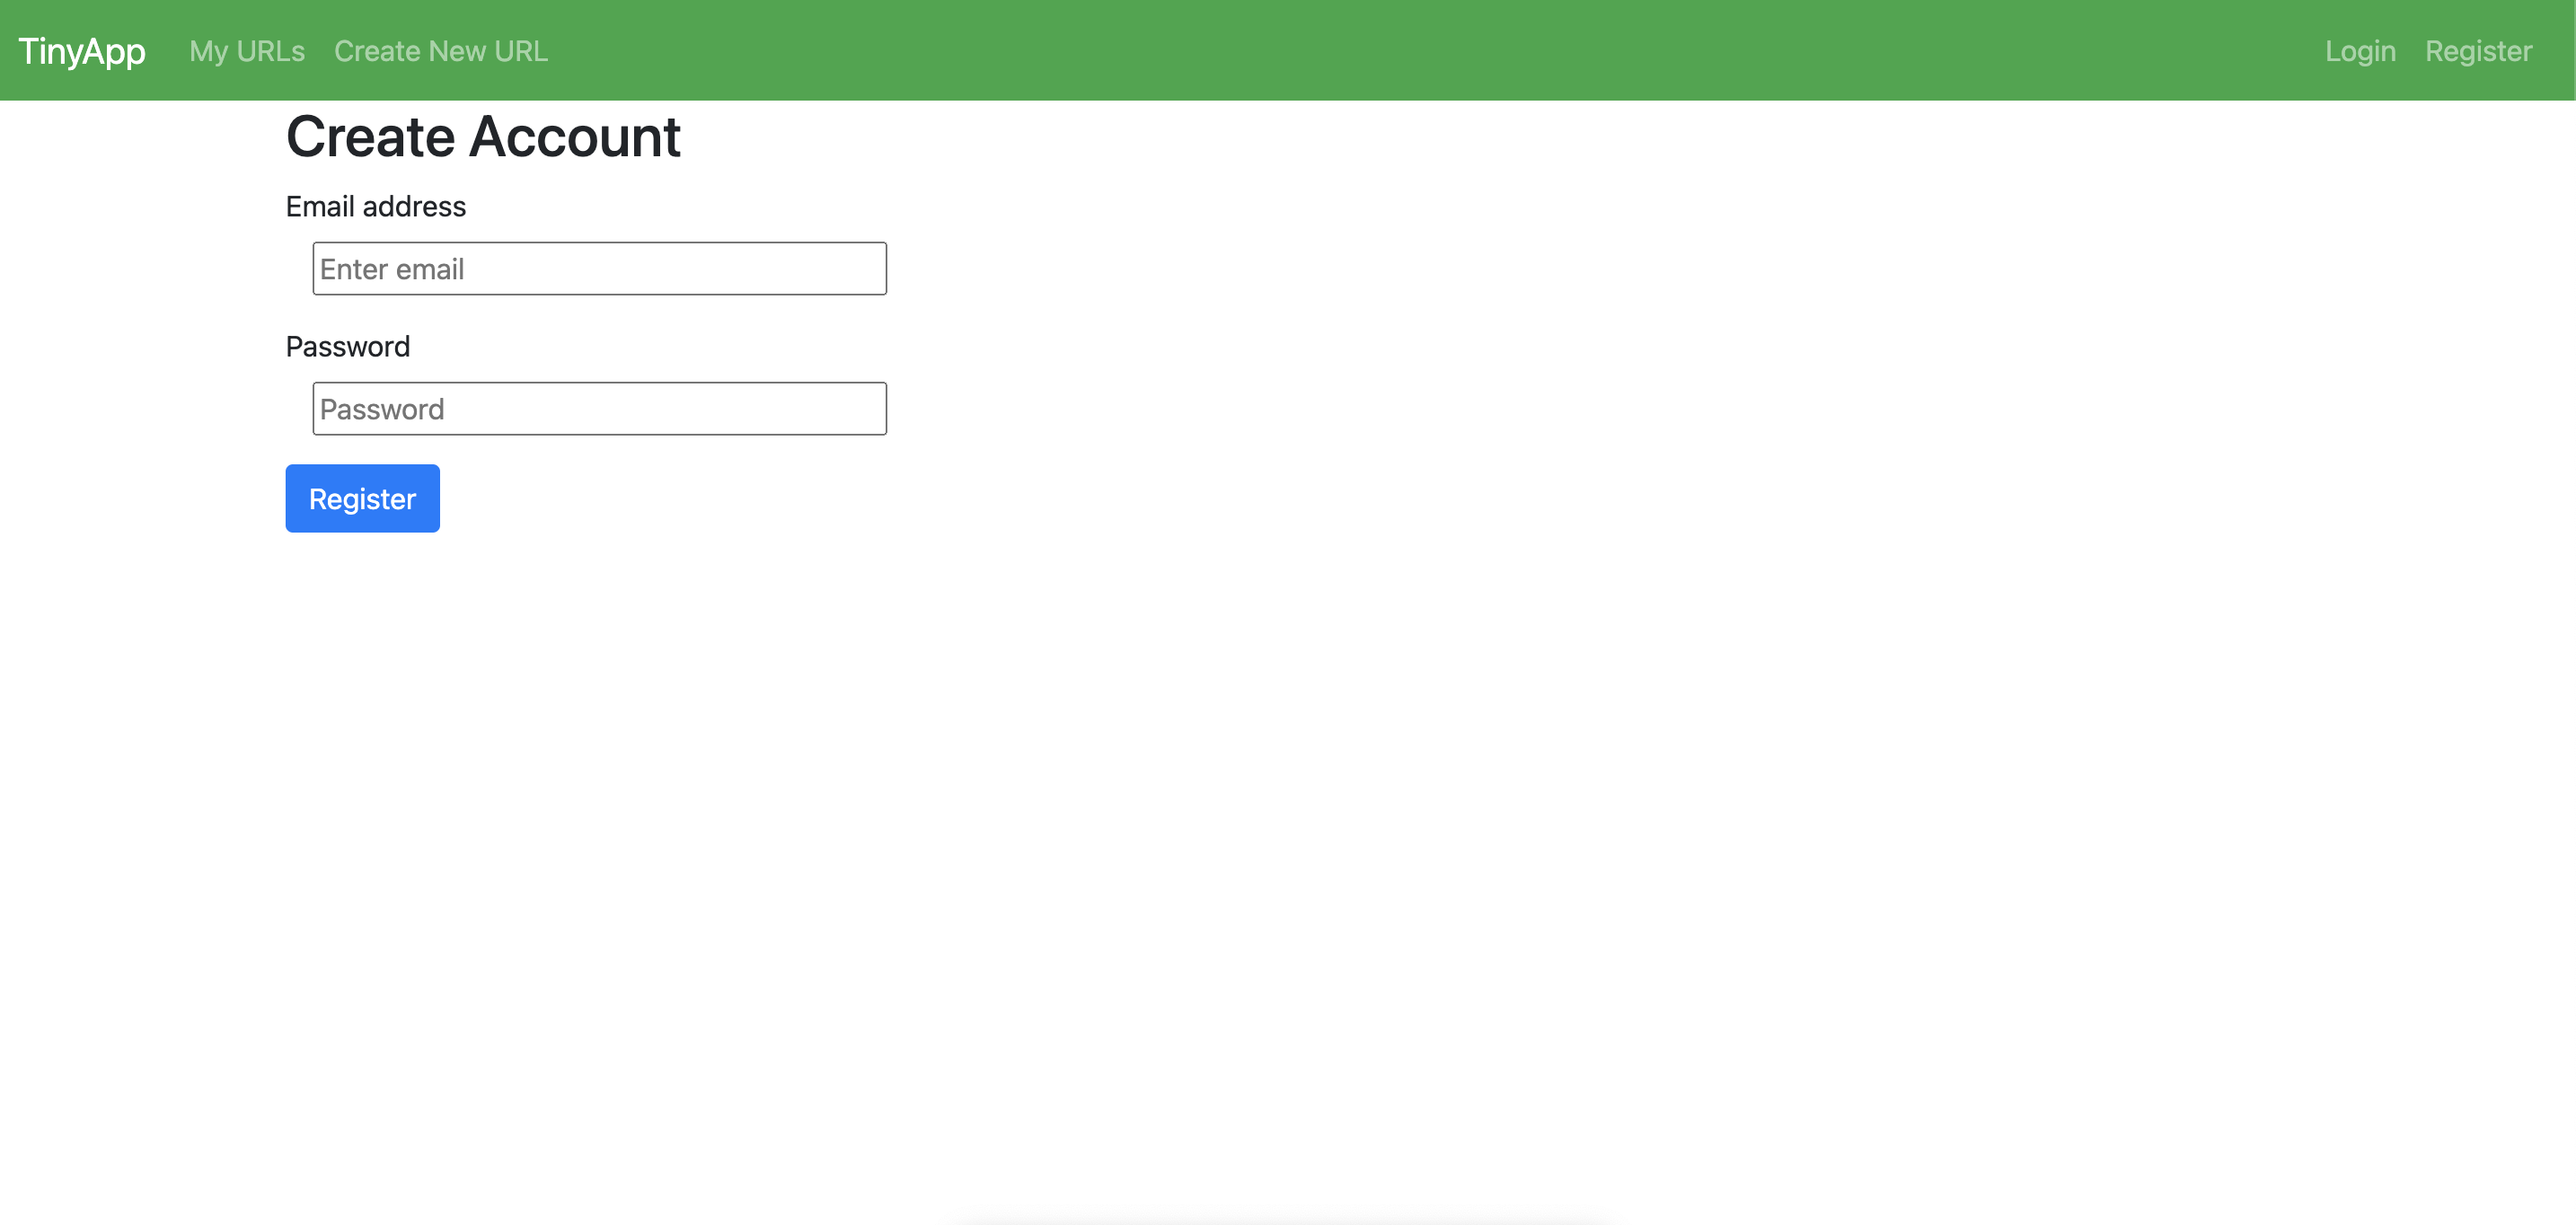 TinyApp My URLs Create New URL Login Register
Create Account
Email address
Enter email
Password
Password
Register